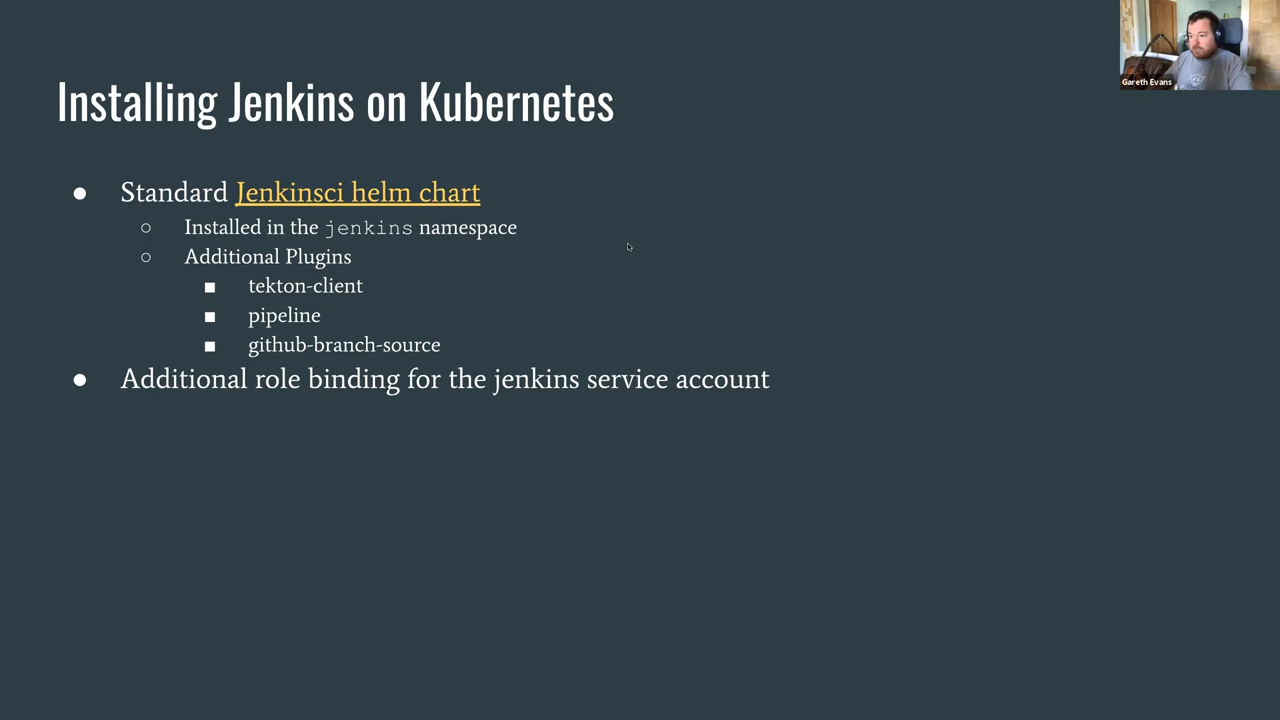 Gareth Evans
Installing Jenkins on Kubernetes
● Standard Jenkinsci helm chart
○ Installed in the jenkins namespace
○ Additional Plugins
■ tekton-client
■ pipeline
■ github-branch-source
● Additional role binding for the jenkins service account